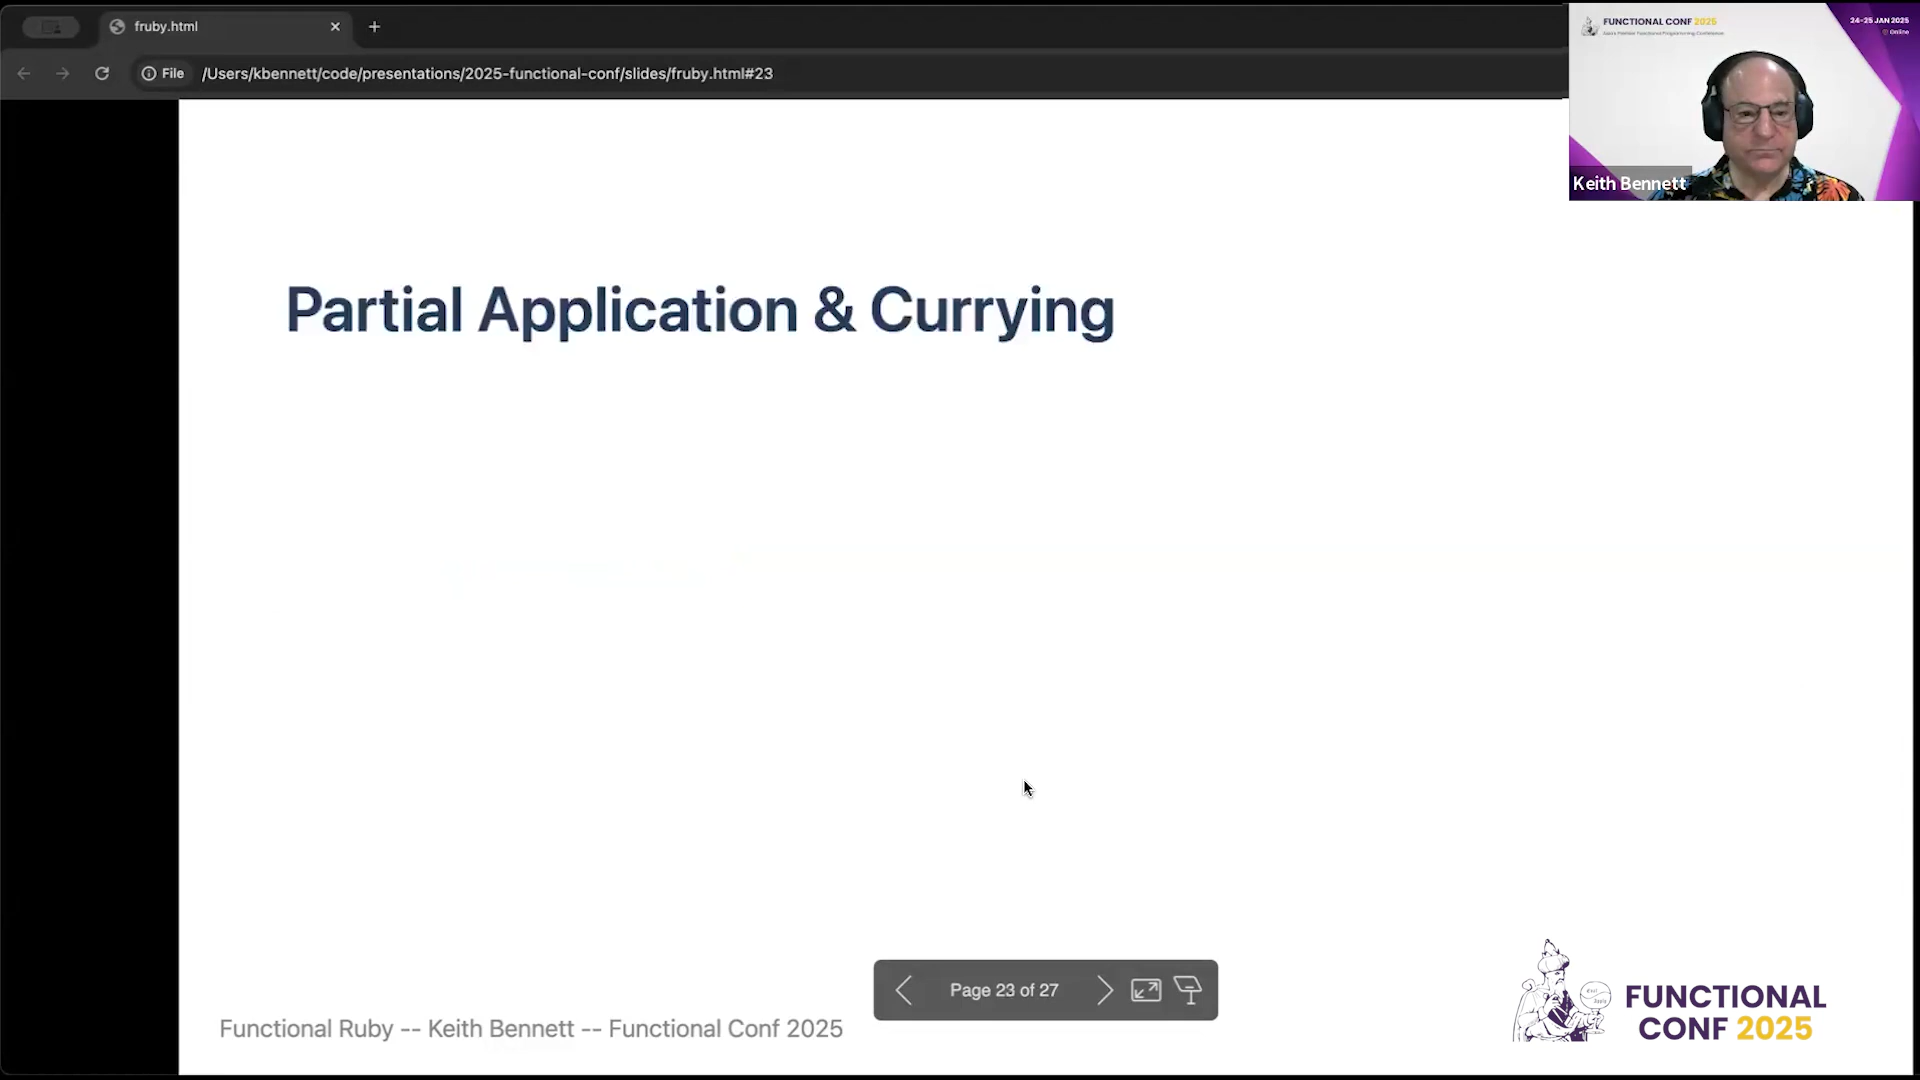 fruby.html
File
/Users/kbennett/code/presentations/2025-functional-conf/slides/fruby.html#23
FUNCTIONAL CONF 2025
24-25 JAN 2025
Online
Keith Bennett
Partial Application & Currying
Page 23 of 27
Functional Ruby -- Keith Bennett -- Functional Conf 2025
FUNCTIONAL
CONF 2025